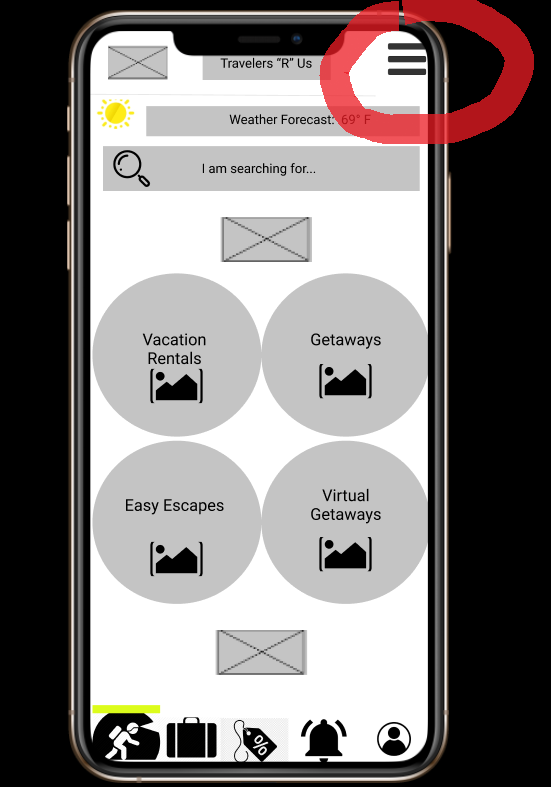 Travelers “R” Us
Weather Forecast: 69° F
I am searching for...
Vacation
Rentals
Getaways
Easy Escapes
Virtual
Getaways
%